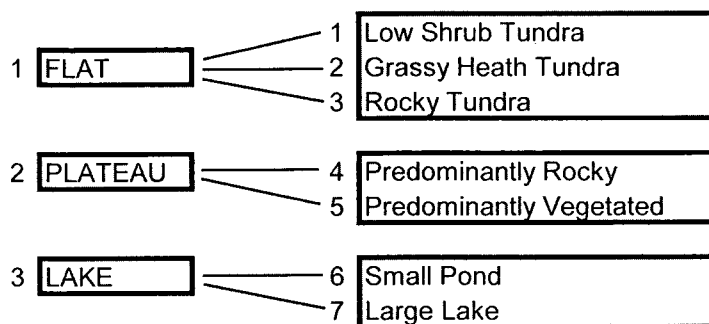 1 Low Shrub Tundra
1 FLAT 2 Grassy Heath Tundra
3 Rocky Tundra
2 PLATEAU 4 Predominantly Rocky
5 Predominantly Vegetated
3 LAKE 6 Small Pond
7 Large Lake